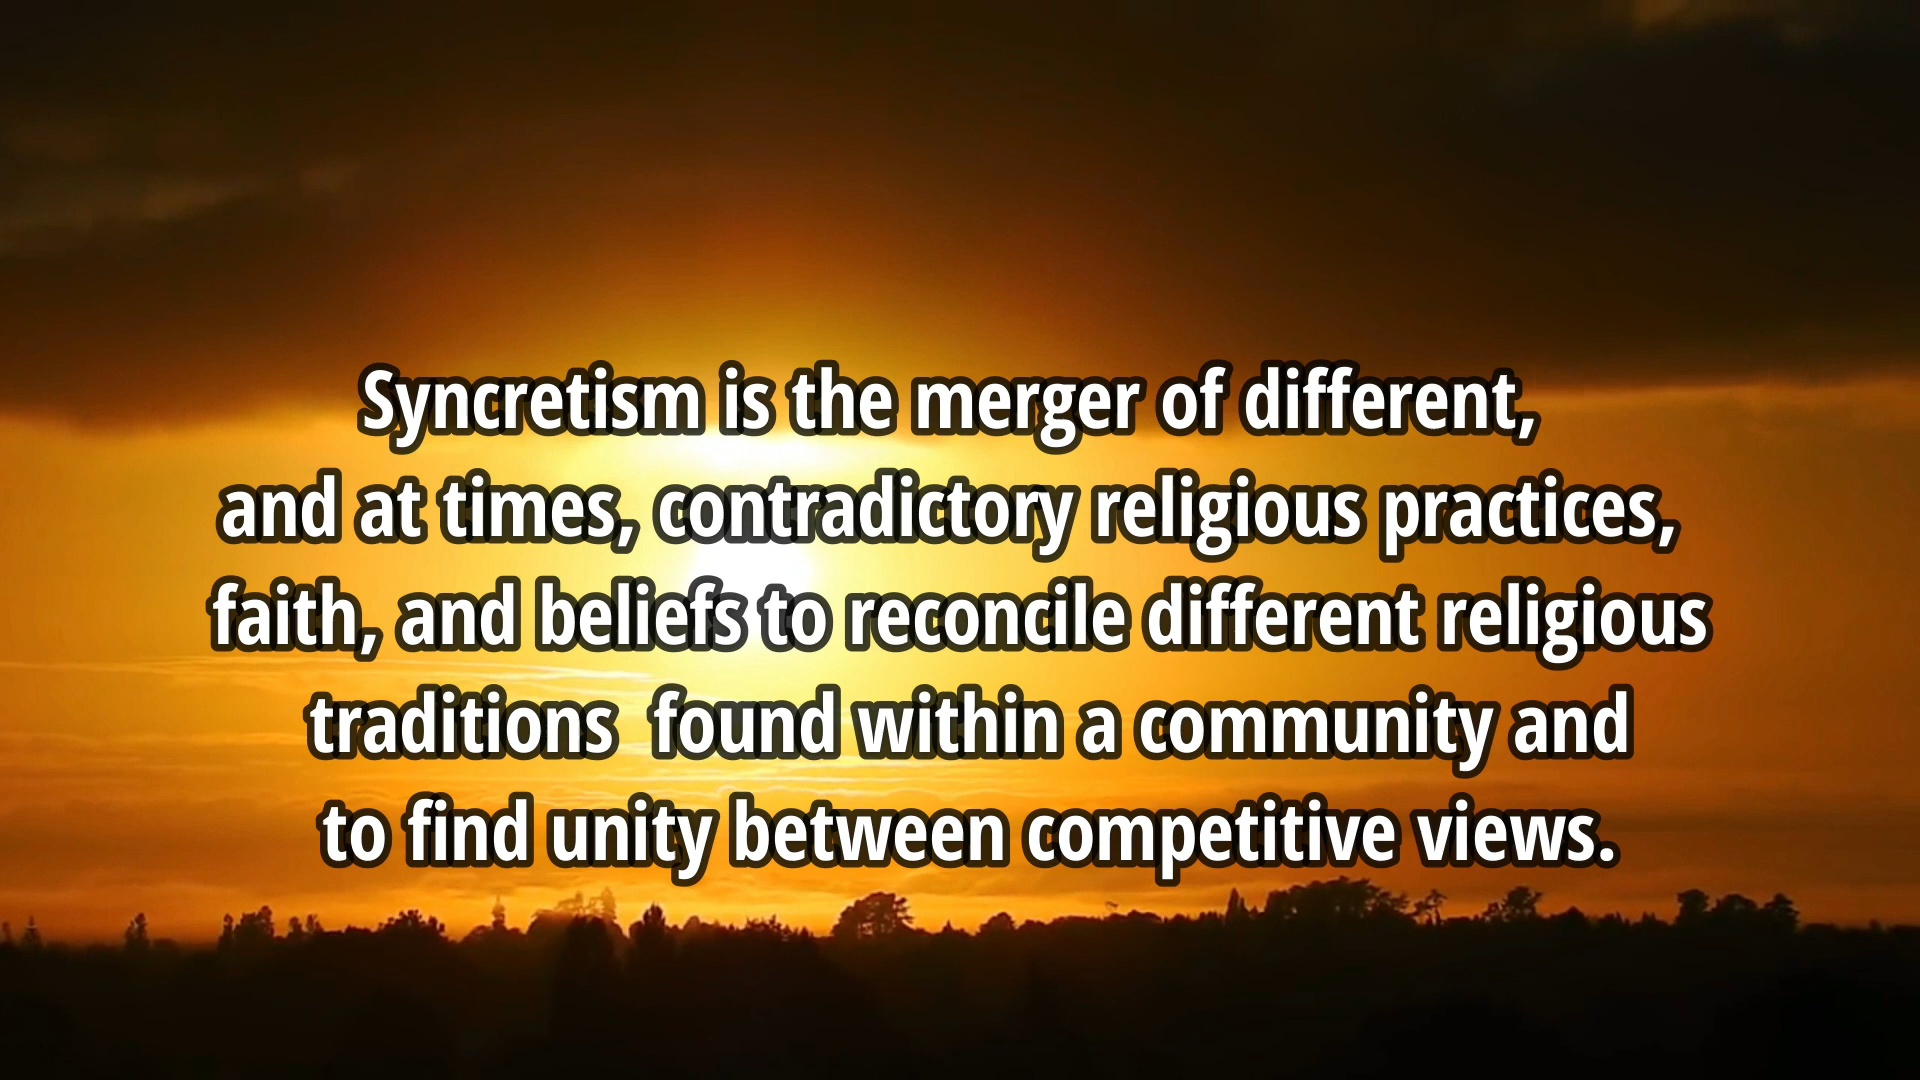 Syncretism is the merger of different,
and at times, contradictory religious practices,
faith, and beliefs to reconcile different religious
traditions  found within a community and
to find unity between competitive views.